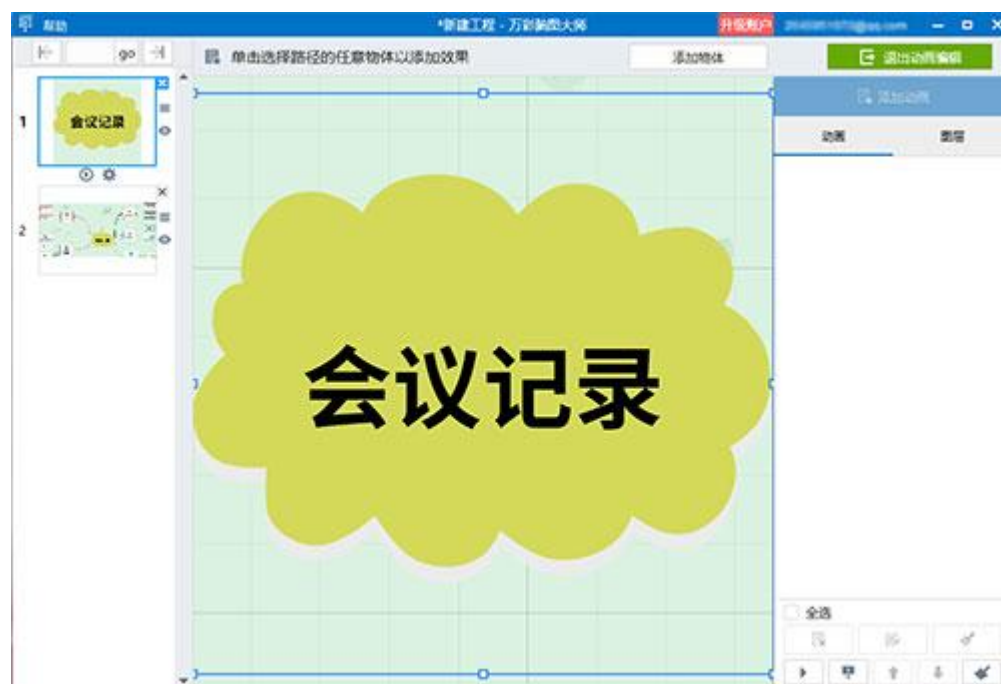 帮助
*新建工程 - 万彩脑图大师
升级账户
go
单击选择路径的任意物体以添加效果
添加物体
退出动画编辑
添加动画
动画
图层
1
会议记录
2
会议记录
全选